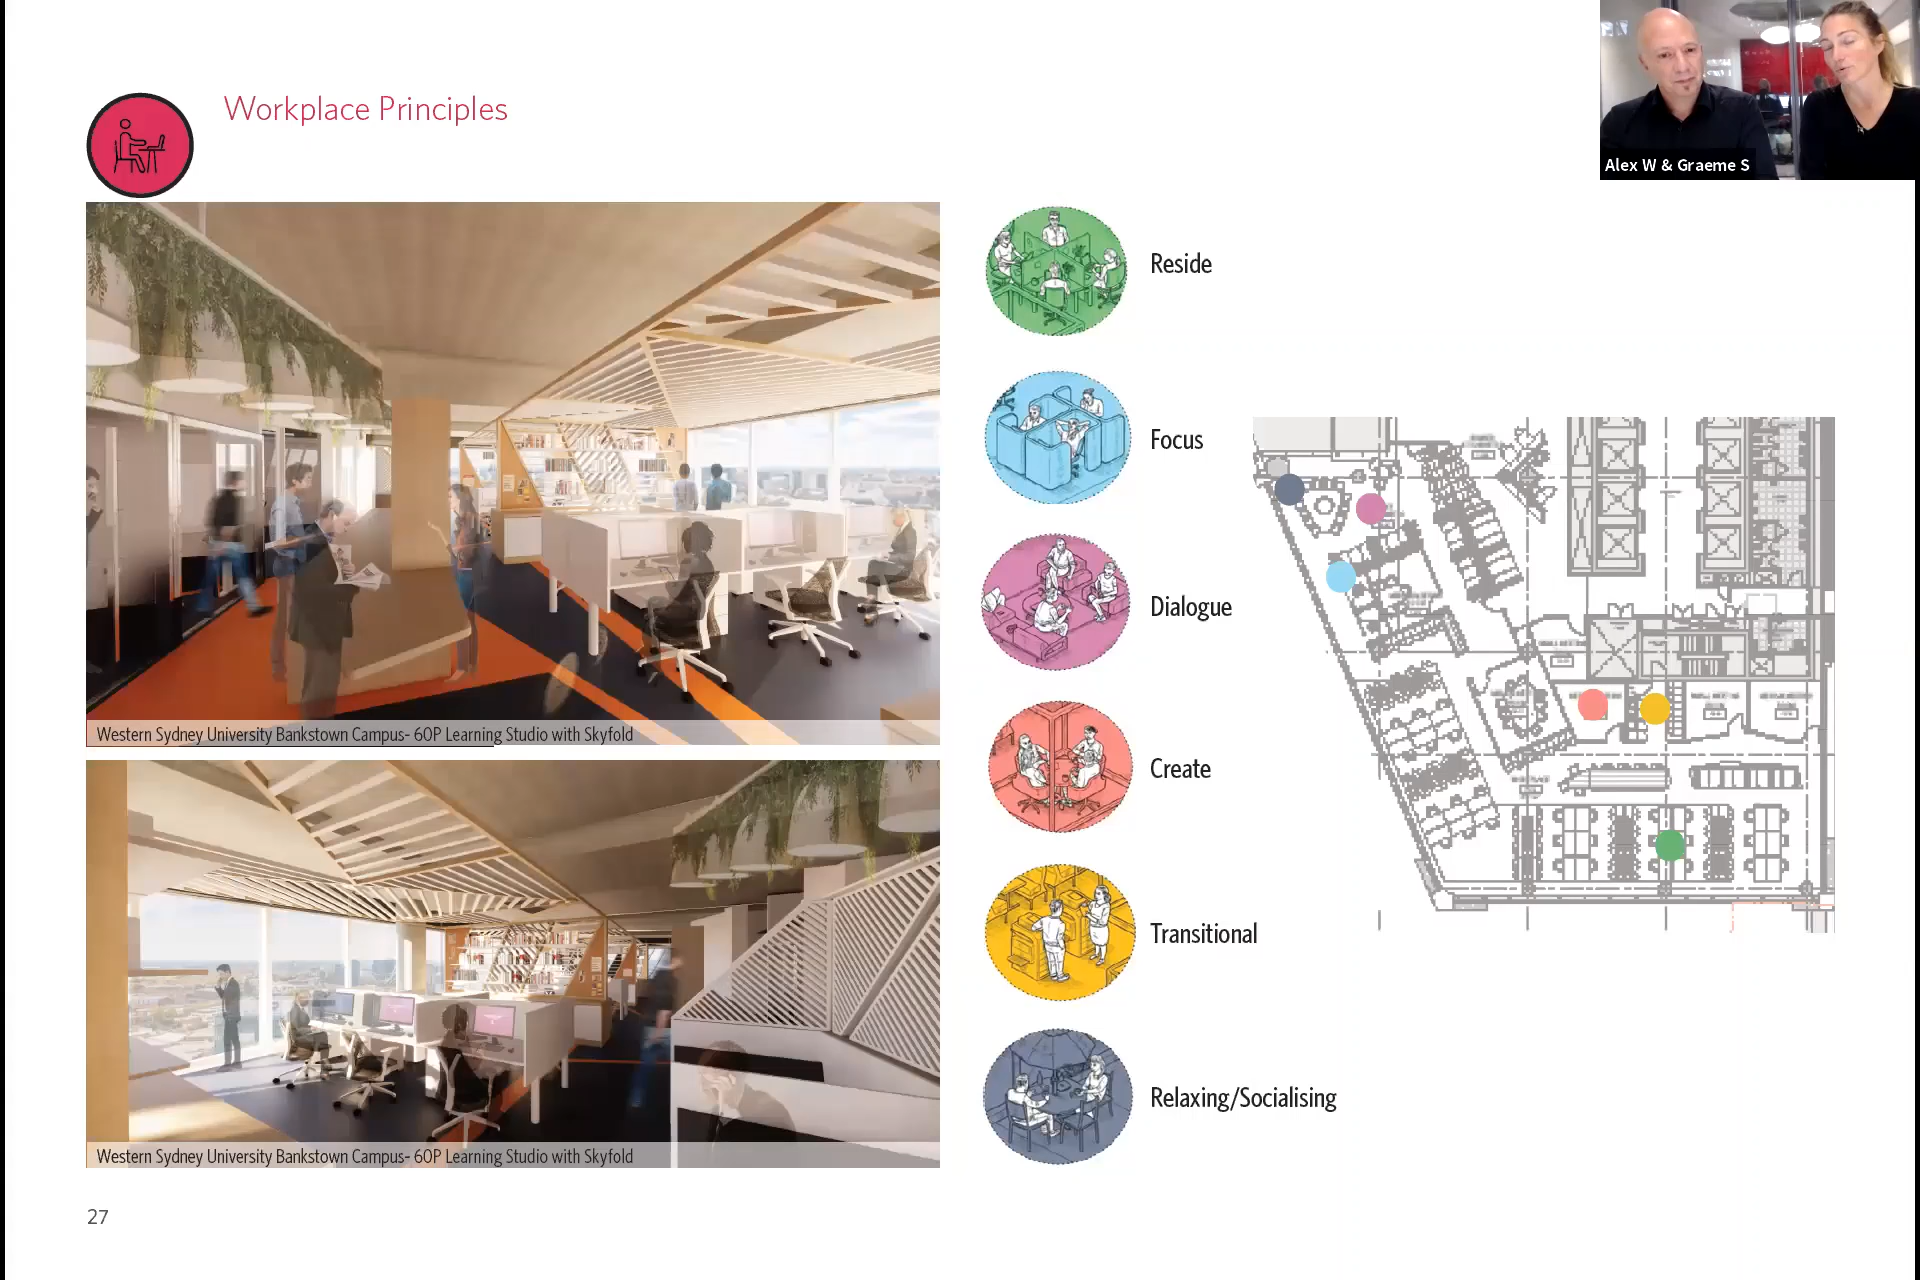 Workplace Principles
Alex W & Graeme S
Reside
Focus
Dialogue
Create
Transitional
Relaxing/Socialising
Western Sydney University Bankstown Campus- 60P Learning Studio with Skyfold
Western Sydney University Bankstown Campus- 60P Learning Studio with Skyfold
27